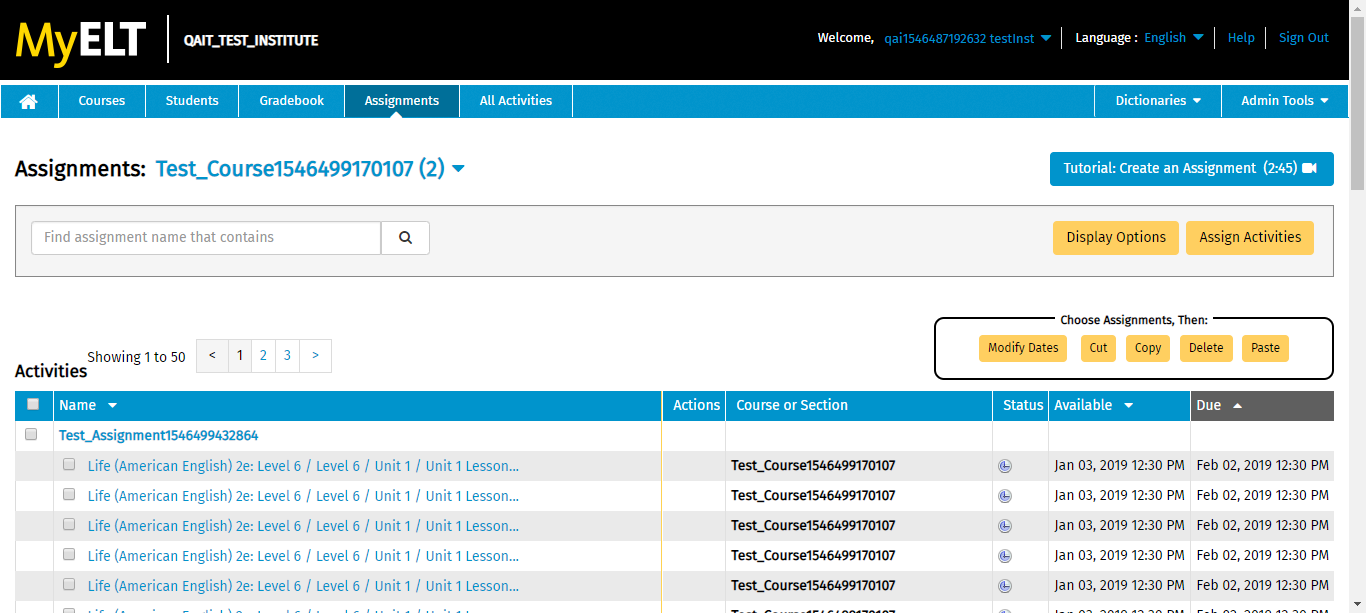 MyELT QAIT_TEST_INSTITUTE Welcome, qai1546487192632 testInst Language : English Help Sign Out
Courses Students Gradebook Assignments All Activities Dictionaries Admin Tools
Assignments: Test_Course1546499170107 (2) Tutorial: Create an Assignment (2:45)
Find assignment name that contains Display Options Assign Activities
Choose Assignments, Then:
Showing 1 to 50 < 1 2 3 > Modify Dates Cut Copy Delete Paste
Activities
Name Actions Course or Section Status Available Due
Test_Assignment1546499432864
Life (American English) 2e: Level 6 / Level 6 / Unit 1 / Unit 1 Lesson... Test_Course1546499170107 Jan 03, 2019 12:30 PM Feb 02, 2019 12:30 PM
Life (American English) 2e: Level 6 / Level 6 / Unit 1 / Unit 1 Lesson... Test_Course1546499170107 Jan 03, 2019 12:30 PM Feb 02, 2019 12:30 PM
Life (American English) 2e: Level 6 / Level 6 / Unit 1 / Unit 1 Lesson... Test_Course1546499170107 Jan 03, 2019 12:30 PM Feb 02, 2019 12:30 PM
Life (American English) 2e: Level 6 / Level 6 / Unit 1 / Unit 1 Lesson... Test_Course1546499170107 Jan 03, 2019 12:30 PM Feb 02, 2019 12:30 PM
Life (American English) 2e: Level 6 / Level 6 / Unit 1 / Unit 1 Lesson... Test_Course1546499170107 Jan 03, 2019 12:30 PM Feb 02, 2019 12:30 PM